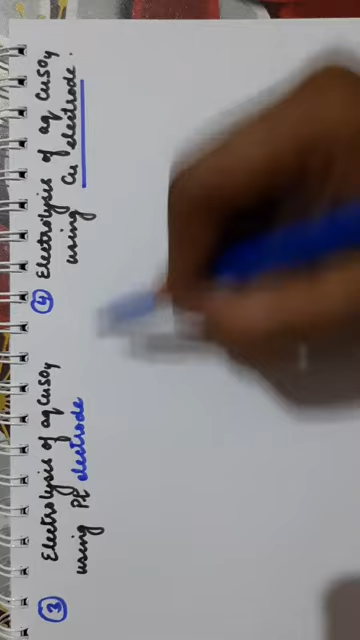 ③ Electrolysis of aq CuSO4
using Pt electrode
④ Electrolysis of aq CuSO4
using Cu electrode.